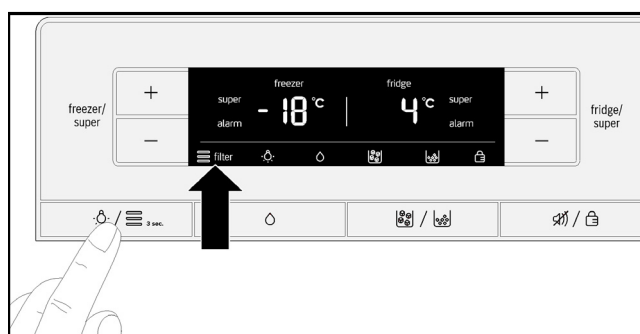 freezer/
super
+
−
freezer
super
alarm
-18°C
fridge
4°C
super
alarm
filter
+
−
fridge/
super
/
3 sec.
/
/